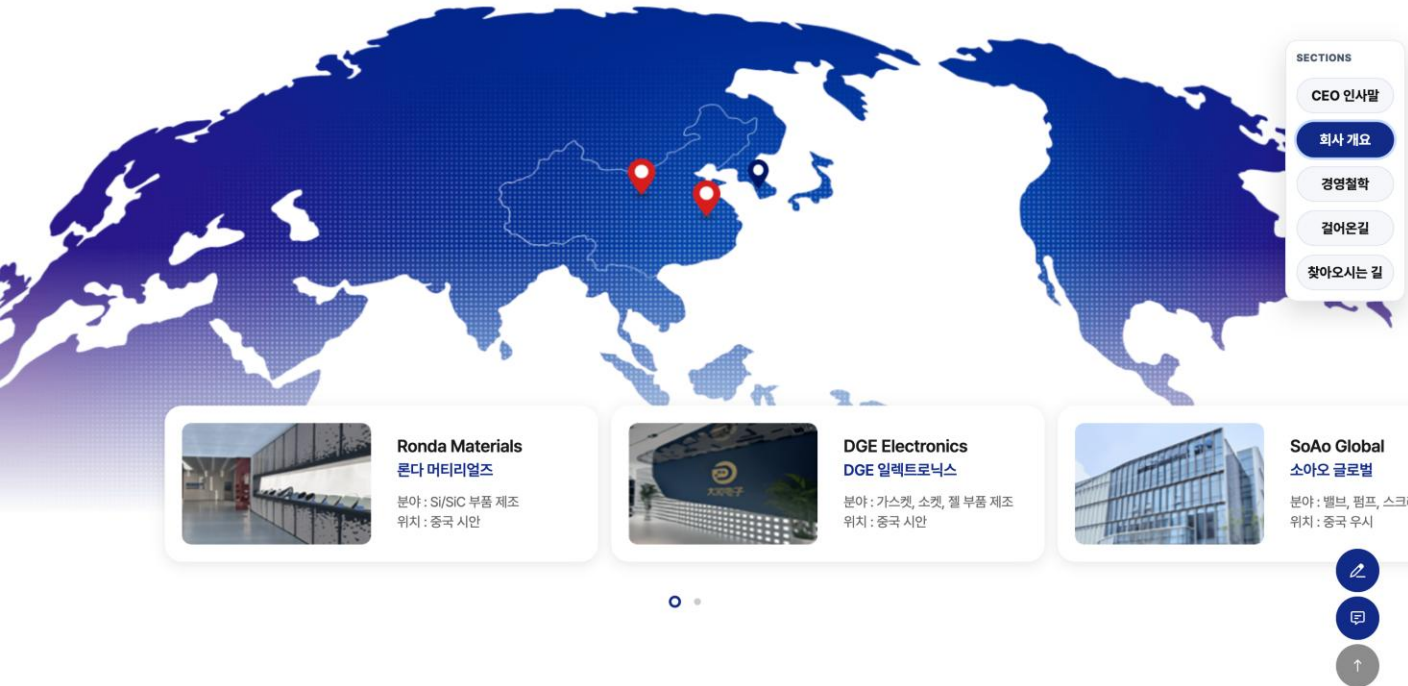 SECTIONS
CEO 인사말
회사 개요
경영철학
걸어온길
찾아오시는 길
Ronda Materials
론다 머티리얼즈
분야 : Si/SiC 부품 제조
위치 : 중국 시안
DGE Electronics
DGE 일렉트로닉스
분야 : 가스켓, 소켓, 젤 부품 제조
위치 : 중국 시안
SoAo Global
소아오 글로벌
분야 : 밸브, 펌프, 스크
위치 : 중국 우시